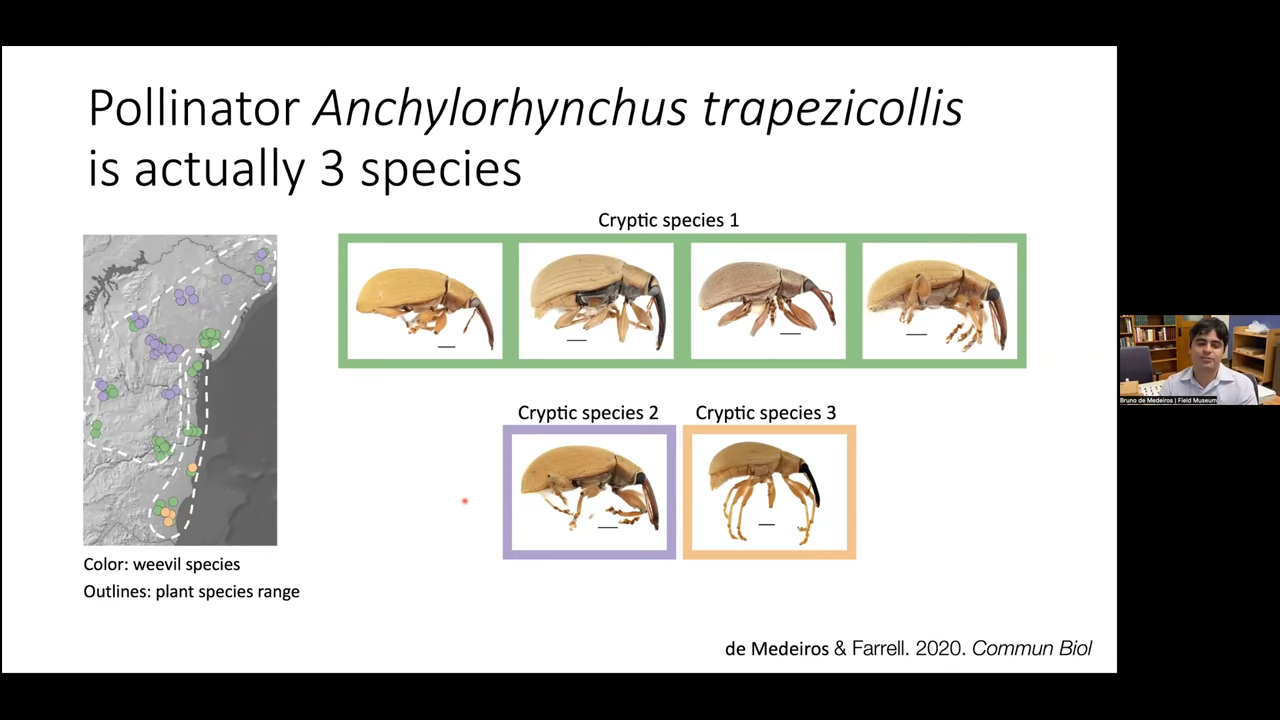 Pollinator Anchylorhynchus trapezicollis
is actually 3 species
Cryptic species 1
Cryptic species 2
Cryptic species 3
Color: weevil species
Outlines: plant species range
de Medeiros & Farrell. 2020. Commun Biol
Bruno de Medeiros | Field Museum